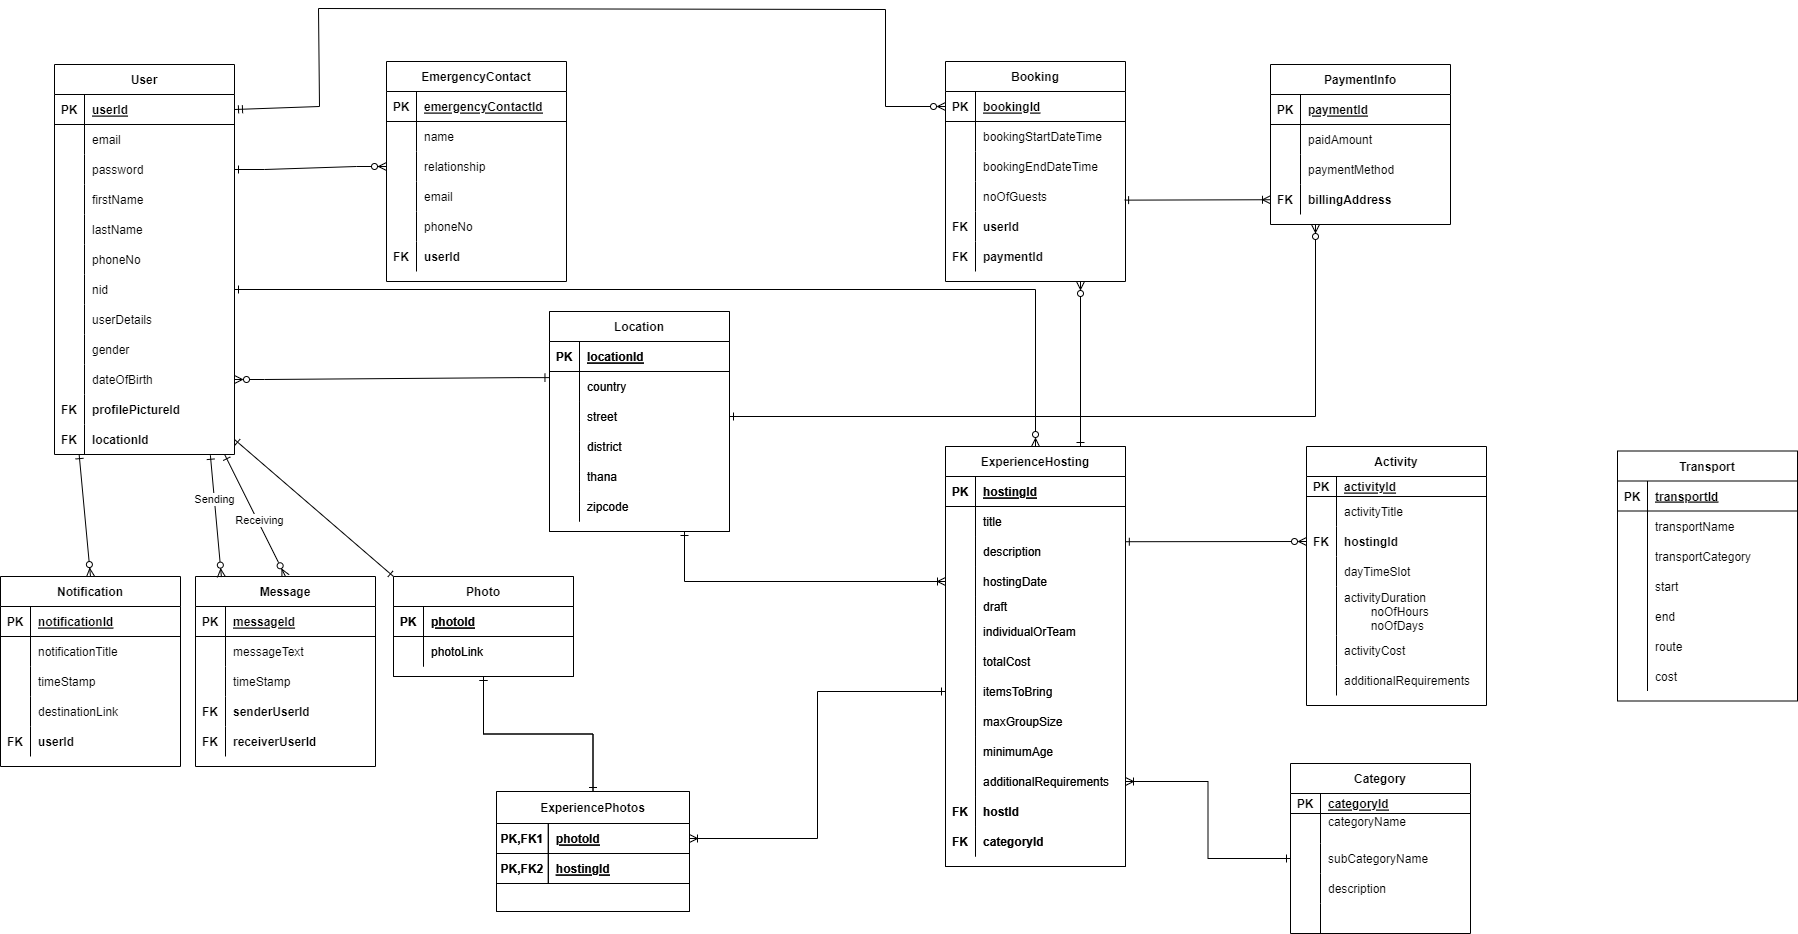 User
PK userId
email
password
firstName
lastName
phoneNo
nid
userDetails
gender
dateOfBirth
FK profilePictureId
FK locationId
EmergencyContact
PK emergencyContactId
name
relationship
email
phoneNo
FK userId
Booking
PK bookingId
bookingStartDateTime
bookingEndDateTime
noOfGuests
FK userId
FK paymentId
PaymentInfo
PK paymentId
paidAmount
paymentMethod
FK billingAddress
Location
PK locationId
country
street
district
thana
zipcode
ExperienceHosting
PK hostingId
title
description
hostingDate
draft
individualOrTeam
totalCost
itemsToBring
maxGroupSize
minimumAge
additionalRequirements
FK hostId
FK categoryId
Activity
PK activityId
activityTitle
FK hostingId
dayTimeSlot
activityDuration
noOfHours
noOfDays
activityCost
additionalRequirements
Transport
PK transportId
transportName
transportCategory
start
end
route
cost
Sending
Receiving
Notification
PK notificationId
notificationTitle
timeStamp
destinationLink
FK userId
Message
PK messageId
messageText
timeStamp
FK senderUserId
FK receiverUserId
Photo
PK photoId
photoLink
ExperiencePhotos
PK,FK1 photoId
PK,FK2 hostingId
Category
PK categoryId
categoryName
subCategoryName
description